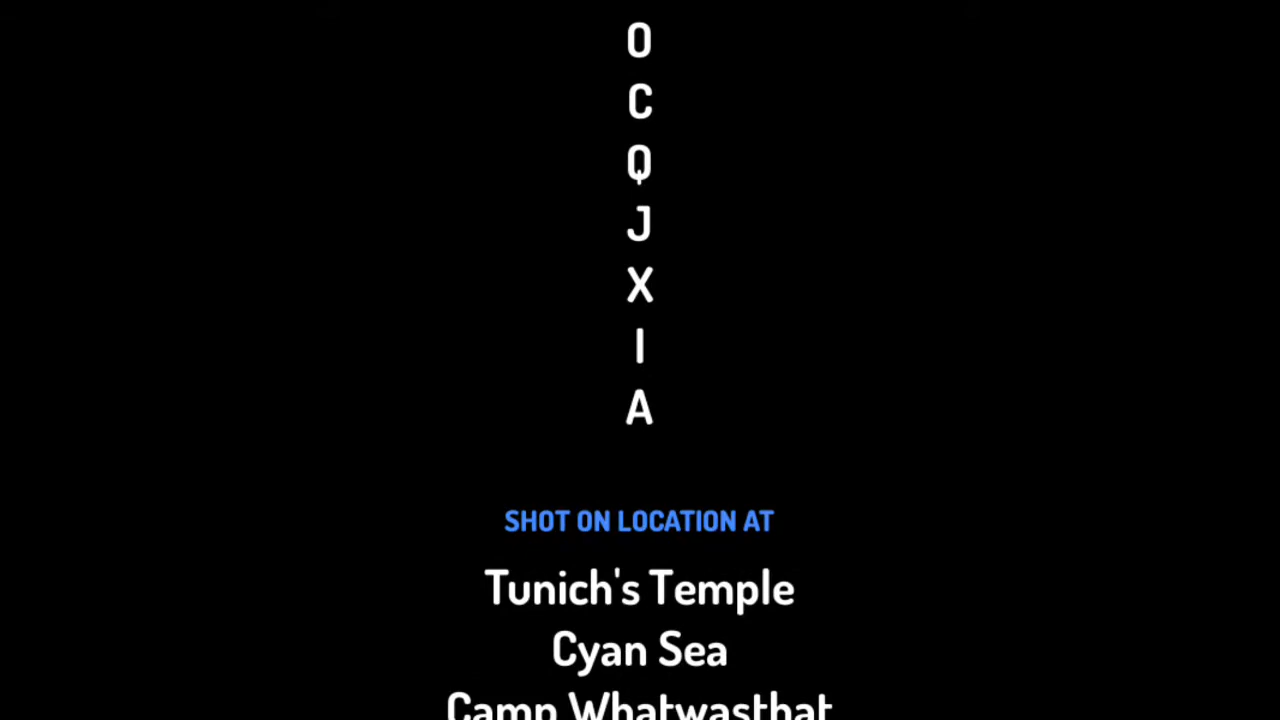 O
C
Q
J
X
I
A
SHOT ON LOCATION AT
Tunich's Temple
Cyan Sea
Camp Whatwasthat